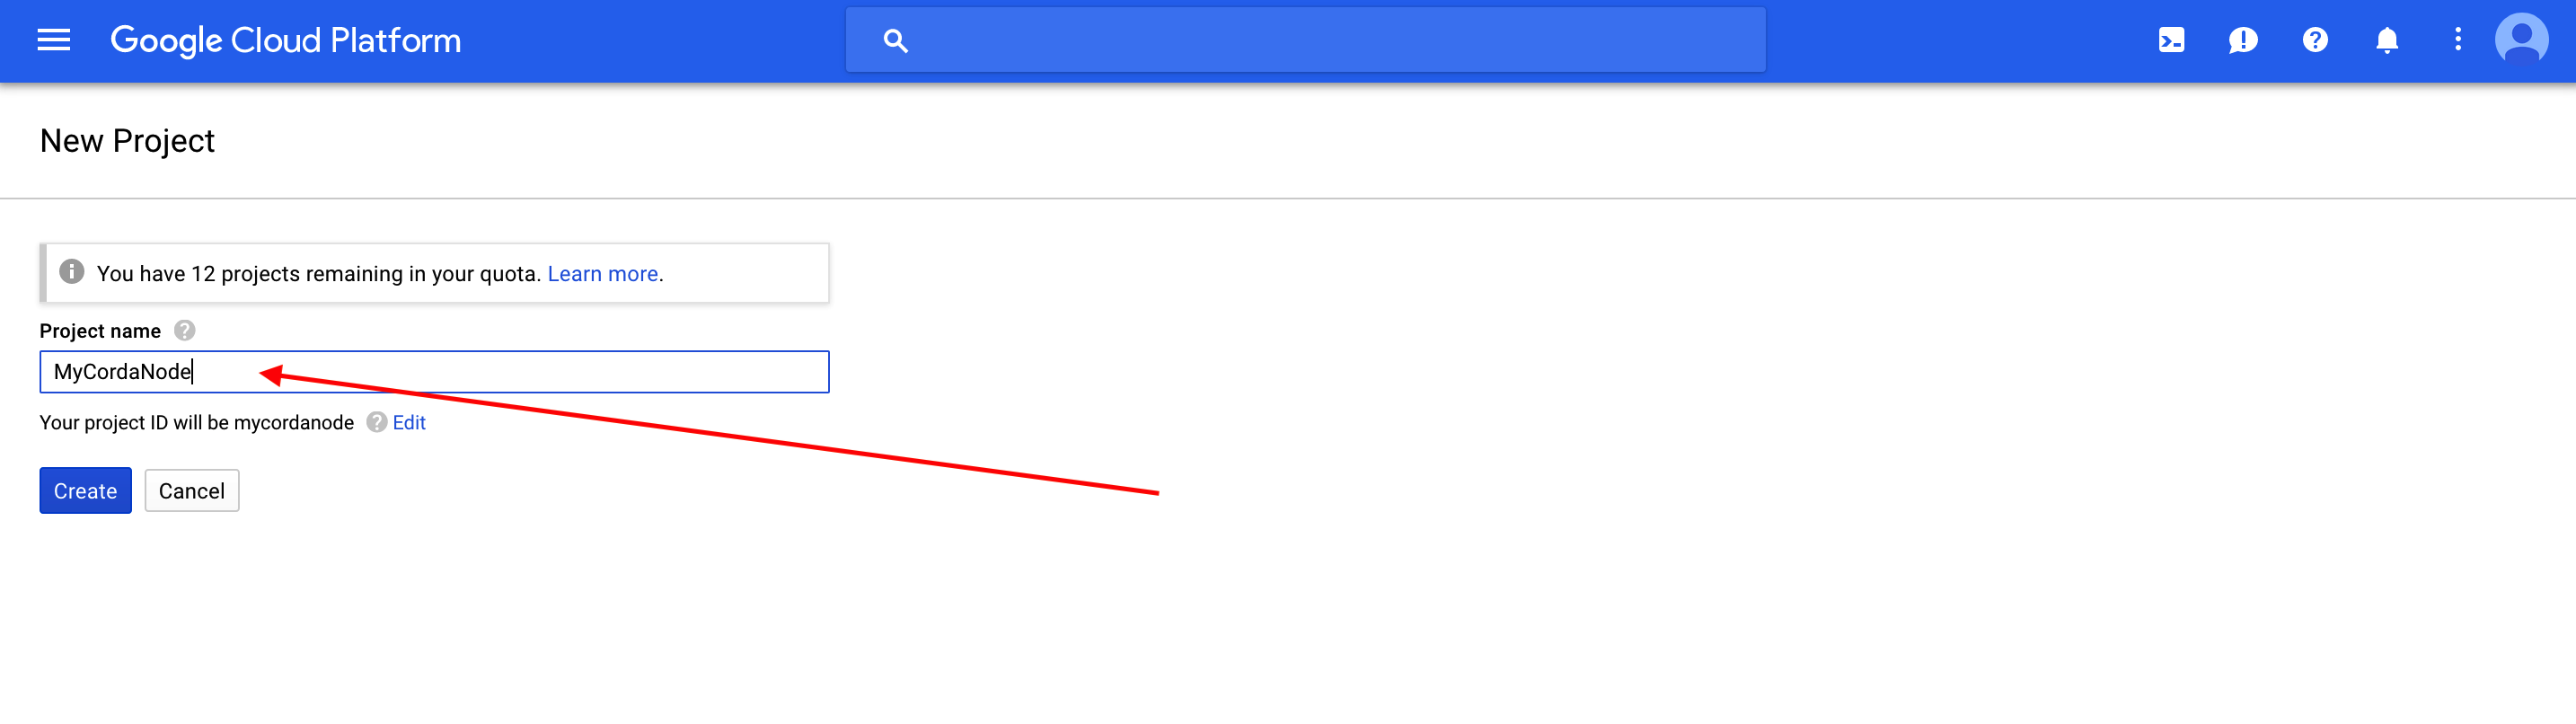 Google Cloud Platform
New Project
You have 12 projects remaining in your quota. Learn more.
Project name
MyCordaNode
Your project ID will be mycordanode Edit
Create Cancel